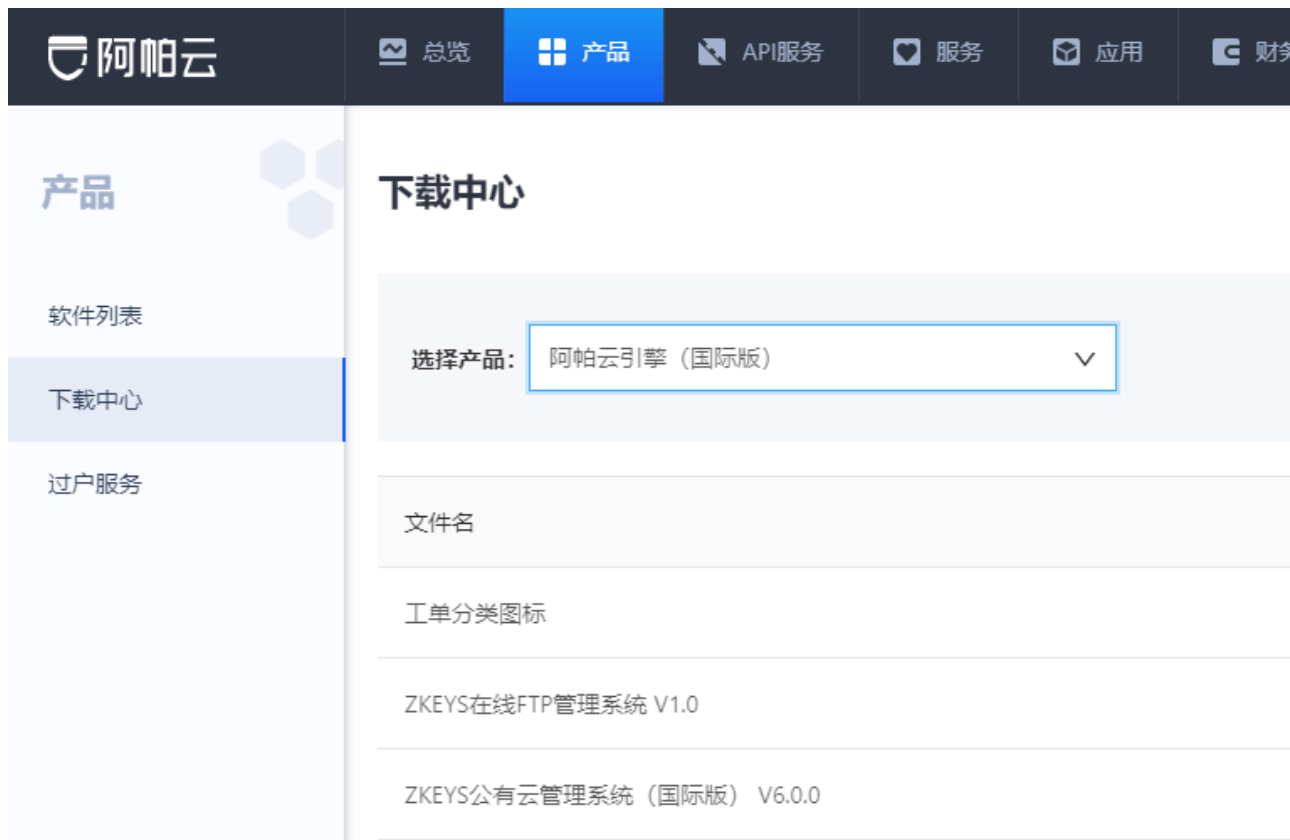 阿帕云
总览 产品 API服务 服务 应用 财务
产品
软件列表
下载中心
过户服务
下载中心
选择产品: 阿帕云引擎（国际版）
文件名
工单分类图标
ZKEYS在线FTP管理系统 V1.0
ZKEYS公有云管理系统（国际版） V6.0.0